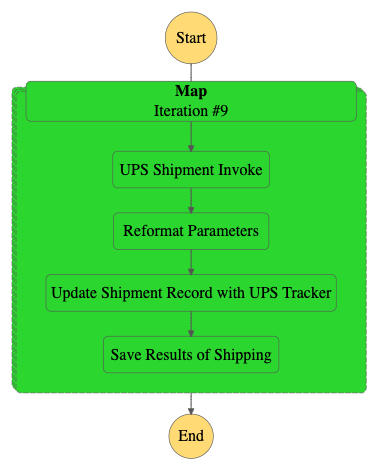 Start
Map
Iteration #9
UPS Shipment Invoke
Reformat Parameters
Update Shipment Record with UPS Tracker
Save Results of Shipping
End